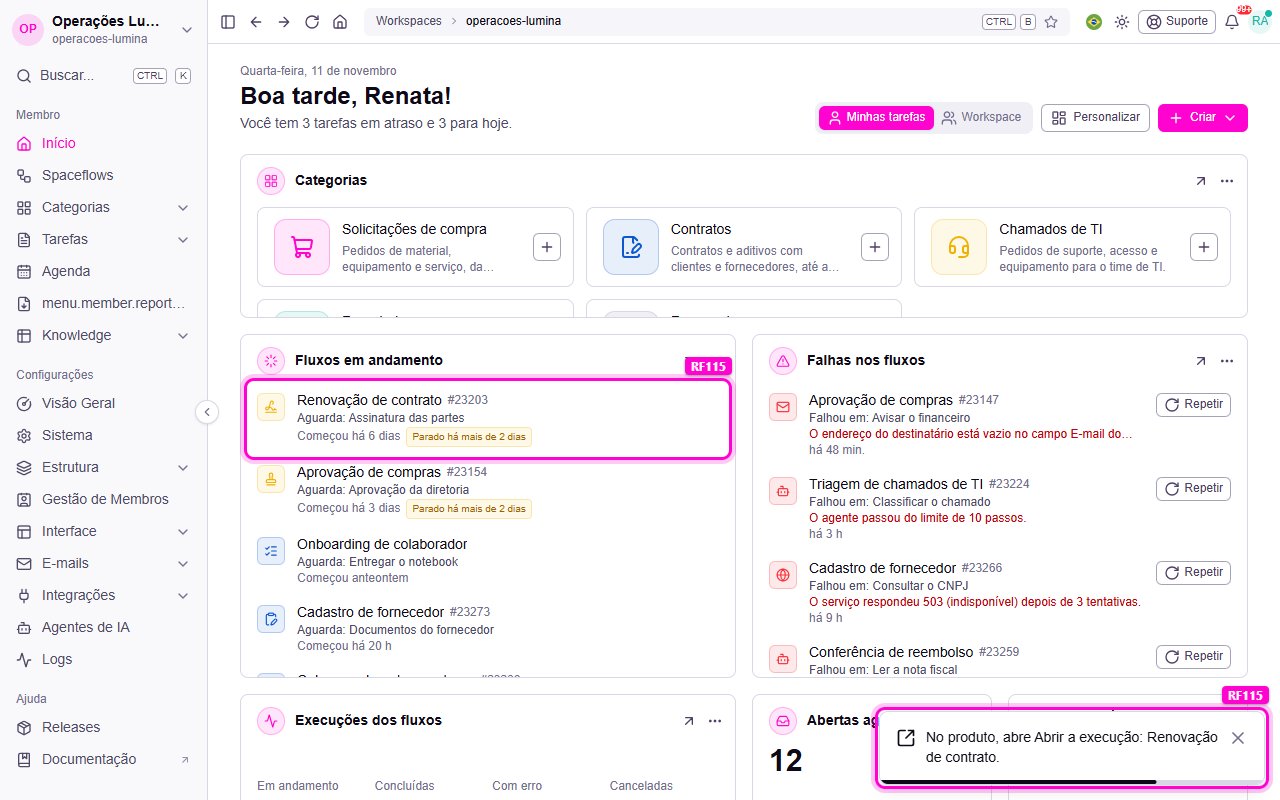 OP
Operações Lu...
operacoes-lumina
Buscar... CTRL K
Membro
Início
Spaceflows
Categorias
Tarefas
Agenda
menu.member.report...
Knowledge
Configurações
Visão Geral
Sistema
Estrutura
Gestão de Membros
Interface
E-mails
Integrações
Agentes de IA
Logs
Ajuda
Releases
Documentação
Workspaces operacoes-lumina CTRL B
Suporte
99+
RA
Quarta-feira, 11 de novembro
Boa tarde, Renata!
Você tem 3 tarefas em atraso e 3 para hoje.
Minhas tarefas Workspace Personalizar Criar
Categorias
Solicitações de compra
Pedidos de material,
equipamento e serviço, da...
Contratos
Contratos e aditivos com
clientes e fornecedores, até a...
Chamados de TI
Pedidos de suporte, acesso e
equipamento para o time de TI.
Fluxos em andamento
RF115
Renovação de contrato #23203
Aguarda: Assinatura das partes
Começou há 6 dias Parado há mais de 2 dias
Aprovação de compras #23154
Aguarda: Aprovação da diretoria
Começou há 3 dias Parado há mais de 2 dias
Onboarding de colaborador
Aguarda: Entregar o notebook
Começou anteontem
Cadastro de fornecedor #23273
Aguarda: Documentos do fornecedor
Começou há 20 h
Falhas nos fluxos
Aprovação de compras #23147
Falhou em: Avisar o financeiro
O endereço do destinatário está vazio no campo E-mail do...
há 48 min.
Repetir
Triagem de chamados de TI #23224
Falhou em: Classificar o chamado
O agente passou do limite de 10 passos.
há 3 h
Repetir
Cadastro de fornecedor #23266
Falhou em: Consultar o CNPJ
O serviço respondeu 503 (indisponível) depois de 3 tentativas.
há 9 h
Repetir
Conferência de reembolso #23259
Falhou em: Ler a nota fiscal
Repetir
Execuções dos fluxos
Em andamento Concluídas Com erro Canceladas
Abertas ag
12
RF115
No produto, abre Abrir a execução: Renovação
de contrato.